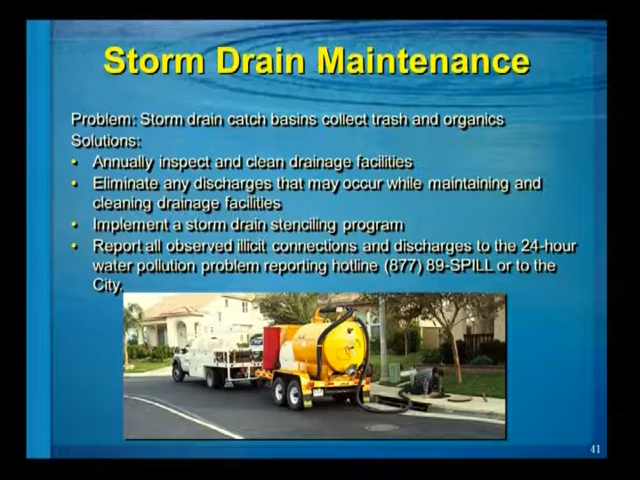 Storm Drain Maintenance
Problem: Storm drain catch basins collect trash and organics
Solutions:
• Annually inspect and clean drainage facilities
• Eliminate any discharges that may occur while maintaining and
cleaning drainage facilities
• Implement a storm drain stenciling program
• Report all observed illicit connections and discharges to the 24-hour
water pollution problem reporting hotline (877) 89-SPILL or to the
City.
41